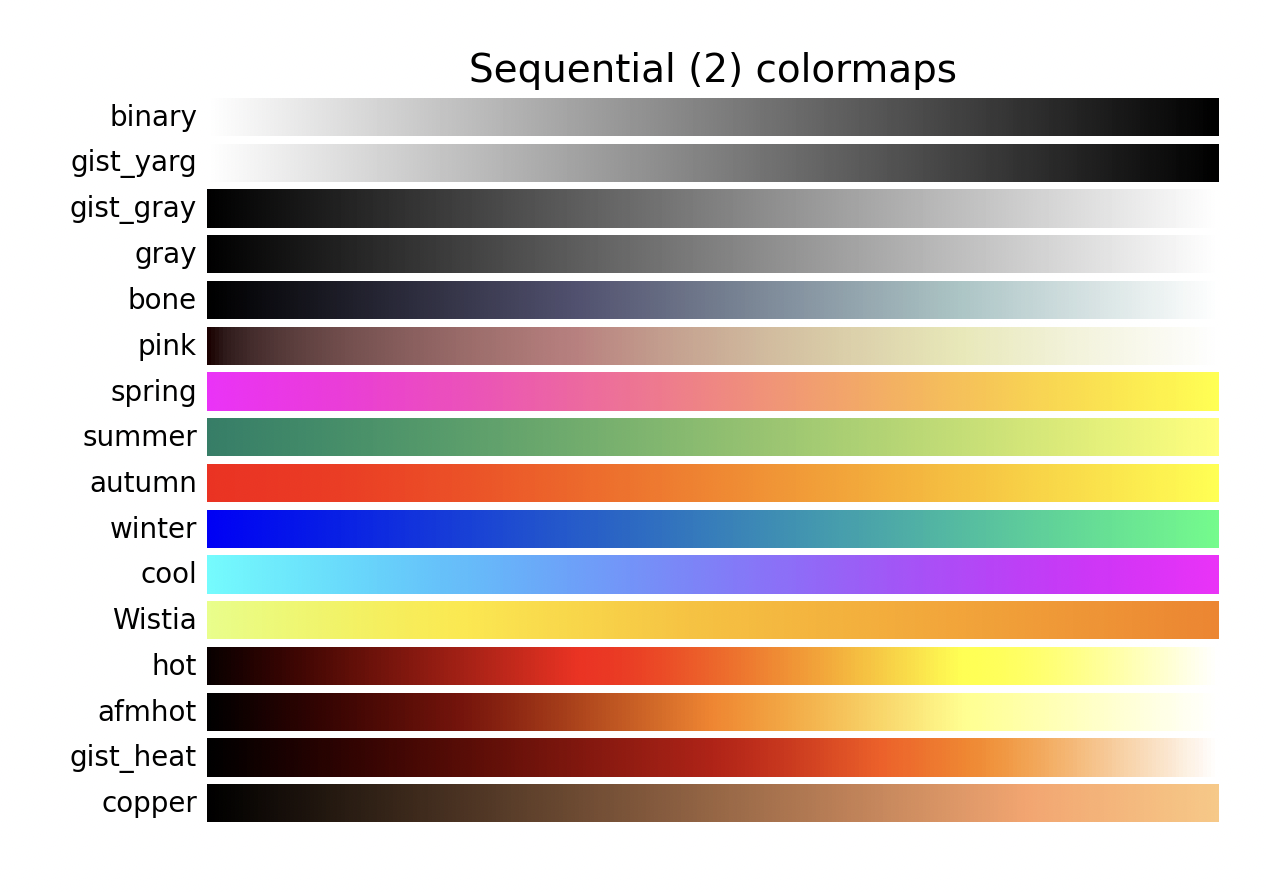 Sequential (2) colormaps
binary
gist_yarg
gist_gray
gray
bone
pink
spring
summer
autumn
winter
cool
Wistia
hot
afmhot
gist_heat
copper